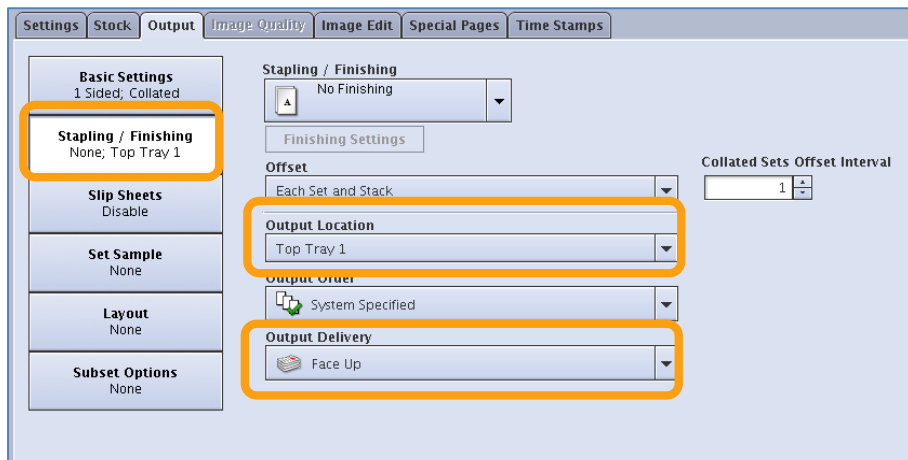 Settings Stock Output Image Quality Image Edit Special Pages Time Stamps
Basic Settings
1 Sided; Collated
Stapling / Finishing
None; Top Tray 1
Slip Sheets
Disable
Set Sample
None
Layout
None
Subset Options
None
Stapling / Finishing
A No Finishing
Finishing Settings
Offset
Each Set and Stack
Collated Sets Offset Interval
1
Output Location
Top Tray 1
Output Order
System Specified
Output Delivery
Face Up